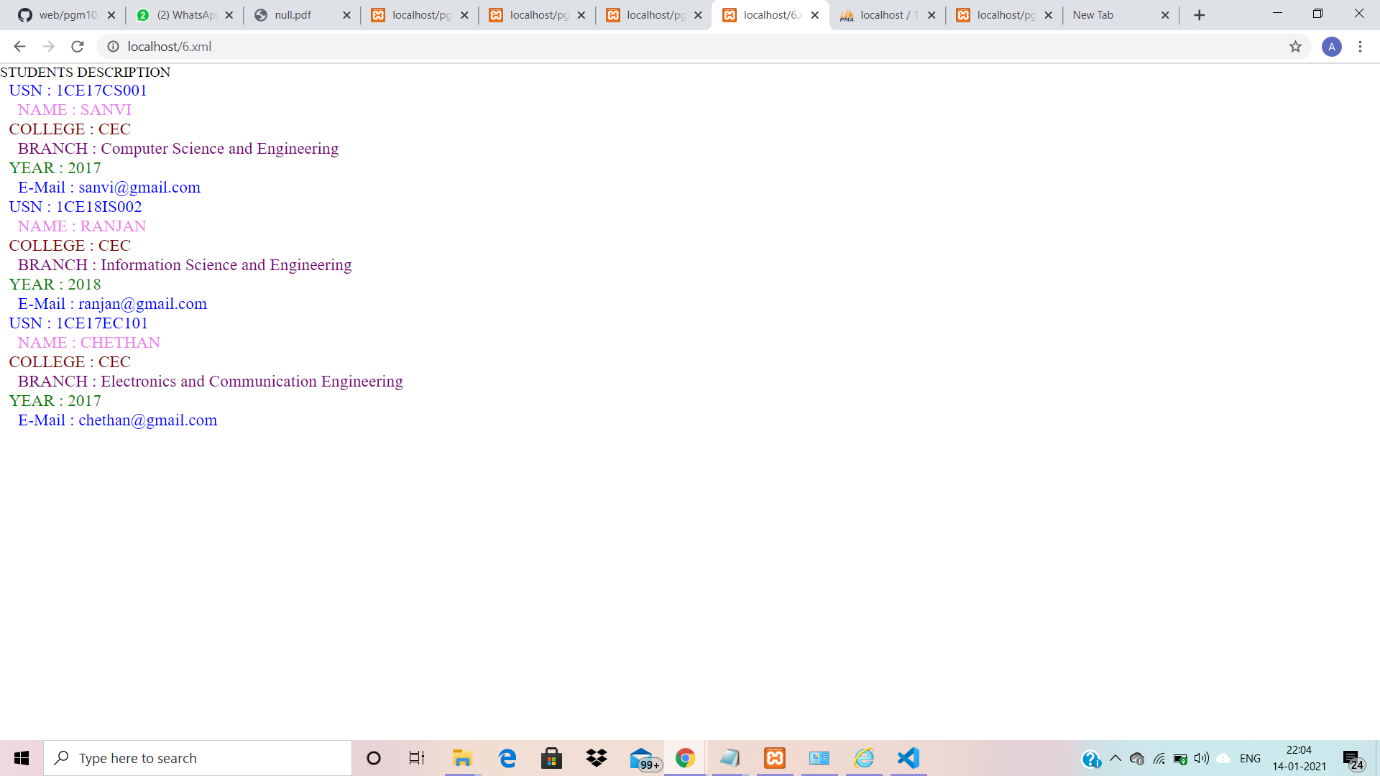 web/pgm10
(2) WhatsAp
null.pdf
localhost/pg
localhost/pg
localhost/pg
localhost/6.x
localhost / 1
localhost/pg
New Tab
localhost/6.xml
A
STUDENTS DESCRIPTION
USN : 1CE17CS001
NAME : SANVI
COLLEGE : CEC
BRANCH : Computer Science and Engineering
YEAR : 2017
E-Mail : sanvi@gmail.com
USN : 1CE18IS002
NAME : RANJAN
COLLEGE : CEC
BRANCH : Information Science and Engineering
YEAR : 2018
E-Mail : ranjan@gmail.com
USN : 1CE17EC101
NAME : CHETHAN
COLLEGE : CEC
BRANCH : Electronics and Communication Engineering
YEAR : 2017
E-Mail : chethan@gmail.com
Type here to search
99+
ENG
22:04
14-01-2021
24